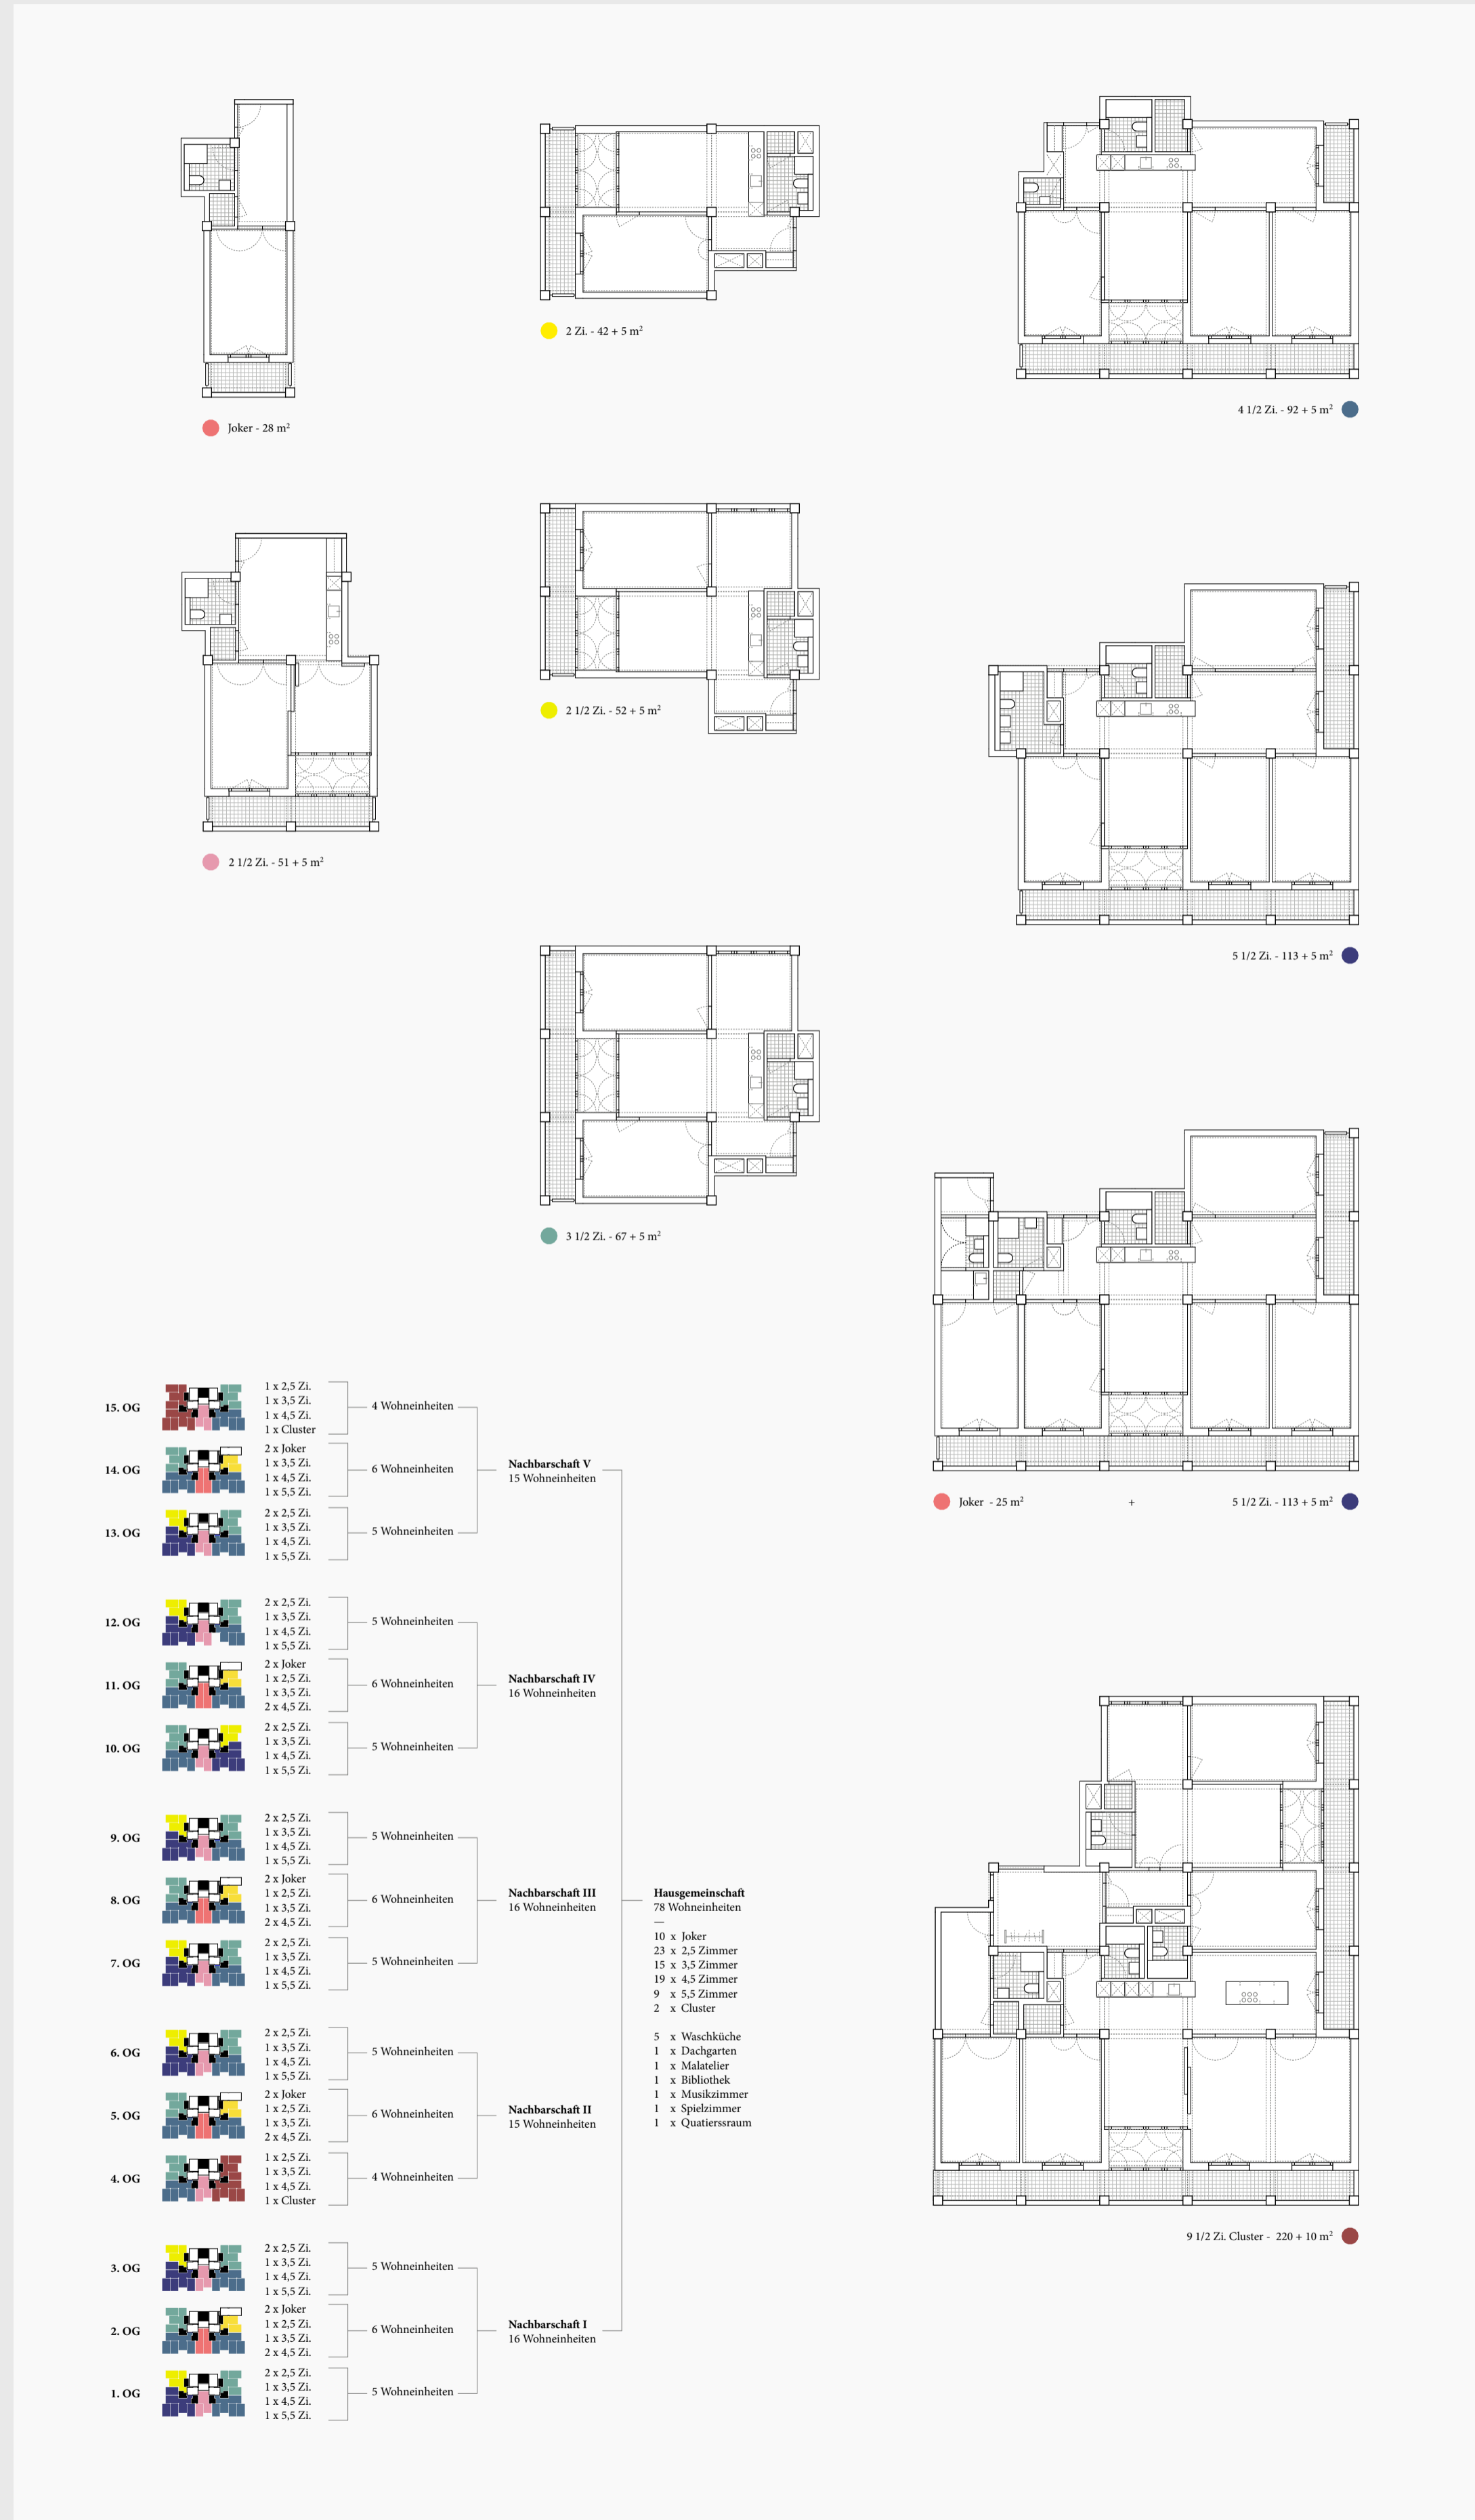 Joker - 28 m²
2 Zi. - 42 + 5 m²
4 1/2 Zi. - 92 + 5 m²
2 1/2 Zi. - 51 + 5 m²
2 1/2 Zi. - 52 + 5 m²
5 1/2 Zi. - 113 + 5 m²
3 1/2 Zi. - 67 + 5 m²
Joker - 25 m²
+
5 1/2 Zi. - 113 + 5 m²
9 1/2 Zi. Cluster - 220 + 10 m²
15. OG
1 x 2,5 Zi.
1 x 3,5 Zi.
1 x 4,5 Zi.
1 x Cluster
4 Wohneinheiten
14. OG
2 x Joker
1 x 3,5 Zi.
1 x 4,5 Zi.
1 x 5,5 Zi.
6 Wohneinheiten
13. OG
2 x 2,5 Zi.
1 x 3,5 Zi.
1 x 4,5 Zi.
1 x 5,5 Zi.
5 Wohneinheiten
Nachbarschaft V
15 Wohneinheiten
12. OG
2 x 2,5 Zi.
1 x 3,5 Zi.
1 x 4,5 Zi.
1 x 5,5 Zi.
5 Wohneinheiten
11. OG
2 x Joker
1 x 2,5 Zi.
1 x 3,5 Zi.
2 x 4,5 Zi.
6 Wohneinheiten
10. OG
2 x 2,5 Zi.
1 x 3,5 Zi.
1 x 4,5 Zi.
1 x 5,5 Zi.
5 Wohneinheiten
Nachbarschaft IV
16 Wohneinheiten
9. OG
2 x 2,5 Zi.
1 x 3,5 Zi.
1 x 4,5 Zi.
1 x 5,5 Zi.
5 Wohneinheiten
8. OG
2 x Joker
1 x 2,5 Zi.
1 x 3,5 Zi.
2 x 4,5 Zi.
6 Wohneinheiten
7. OG
2 x 2,5 Zi.
1 x 3,5 Zi.
1 x 4,5 Zi.
1 x 5,5 Zi.
5 Wohneinheiten
Nachbarschaft III
16 Wohneinheiten
6. OG
2 x 2,5 Zi.
1 x 3,5 Zi.
1 x 4,5 Zi.
1 x 5,5 Zi.
5 Wohneinheiten
5. OG
2 x Joker
1 x 2,5 Zi.
1 x 3,5 Zi.
2 x 4,5 Zi.
6 Wohneinheiten
4. OG
1 x 2,5 Zi.
1 x 3,5 Zi.
1 x 4,5 Zi.
1 x Cluster
4 Wohneinheiten
Nachbarschaft II
15 Wohneinheiten
3. OG
2 x 2,5 Zi.
1 x 3,5 Zi.
1 x 4,5 Zi.
1 x 5,5 Zi.
5 Wohneinheiten
2. OG
2 x Joker
1 x 2,5 Zi.
1 x 3,5 Zi.
2 x 4,5 Zi.
6 Wohneinheiten
1. OG
2 x 2,5 Zi.
1 x 3,5 Zi.
1 x 4,5 Zi.
1 x 5,5 Zi.
5 Wohneinheiten
Nachbarschaft I
16 Wohneinheiten
Hausgemeinschaft
78 Wohneinheiten
—
10 x Joker
23 x 2,5 Zimmer
15 x 3,5 Zimmer
19 x 4,5 Zimmer
9 x 5,5 Zimmer
2 x Cluster
5 x Waschküche
1 x Dachgarten
1 x Malatelier
1 x Bibliothek
1 x Musikzimmer
1 x Spielzimmer
1 x Quatierssraum